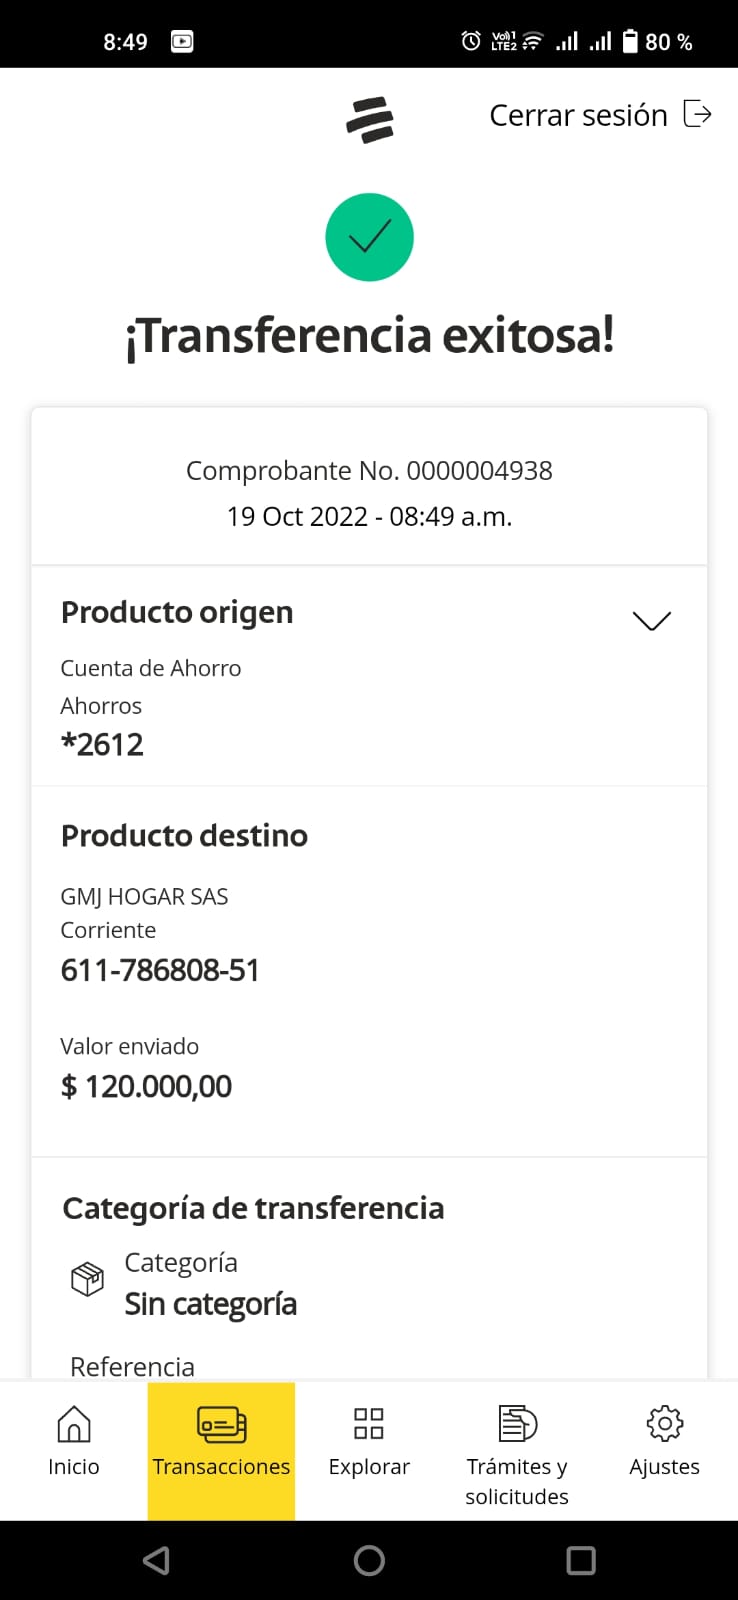 8:49
Vo) 1
LTE2
80 %
Cerrar sesión
¡Transferencia exitosa!
Comprobante No. 0000004938
19 Oct 2022 - 08:49 a.m.
Producto origen
Cuenta de Ahorro
Ahorros
*2612
Producto destino
GMJ HOGAR SAS
Corriente
611-786808-51
Valor enviado
$ 120.000,00
Categoría de transferencia
Categoría
Sin categoría
Referencia
Inicio
Transacciones
Explorar
Trámites y
solicitudes
Ajustes